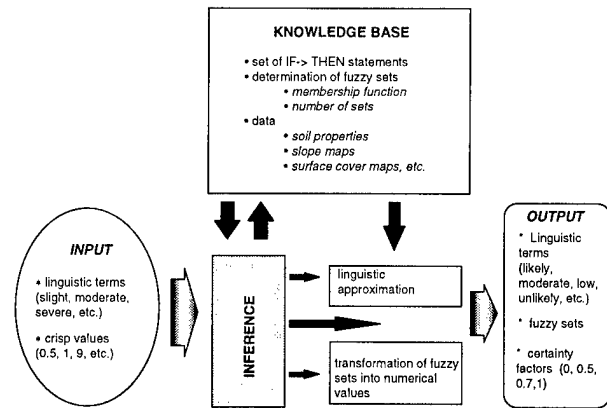 KNOWLEDGE BASE
• set of IF-> THEN statements
• determination of fuzzy sets
• membership function
• number of sets
• data
• soil properties
• slope maps
• surface cover maps, etc.
INPUT
• linguistic terms
(slight, moderate,
severe, etc.)
• crisp values
(0.5, 1, 9, etc.)
INFERENCE
linguistic
approximation
transformation of fuzzy
sets into numerical
values
OUTPUT
* Linguistic
terms
(likely,
moderate, low,
unlikely, etc.)
* fuzzy sets
* certainty
factors {0, 0.5,
0.7,1}